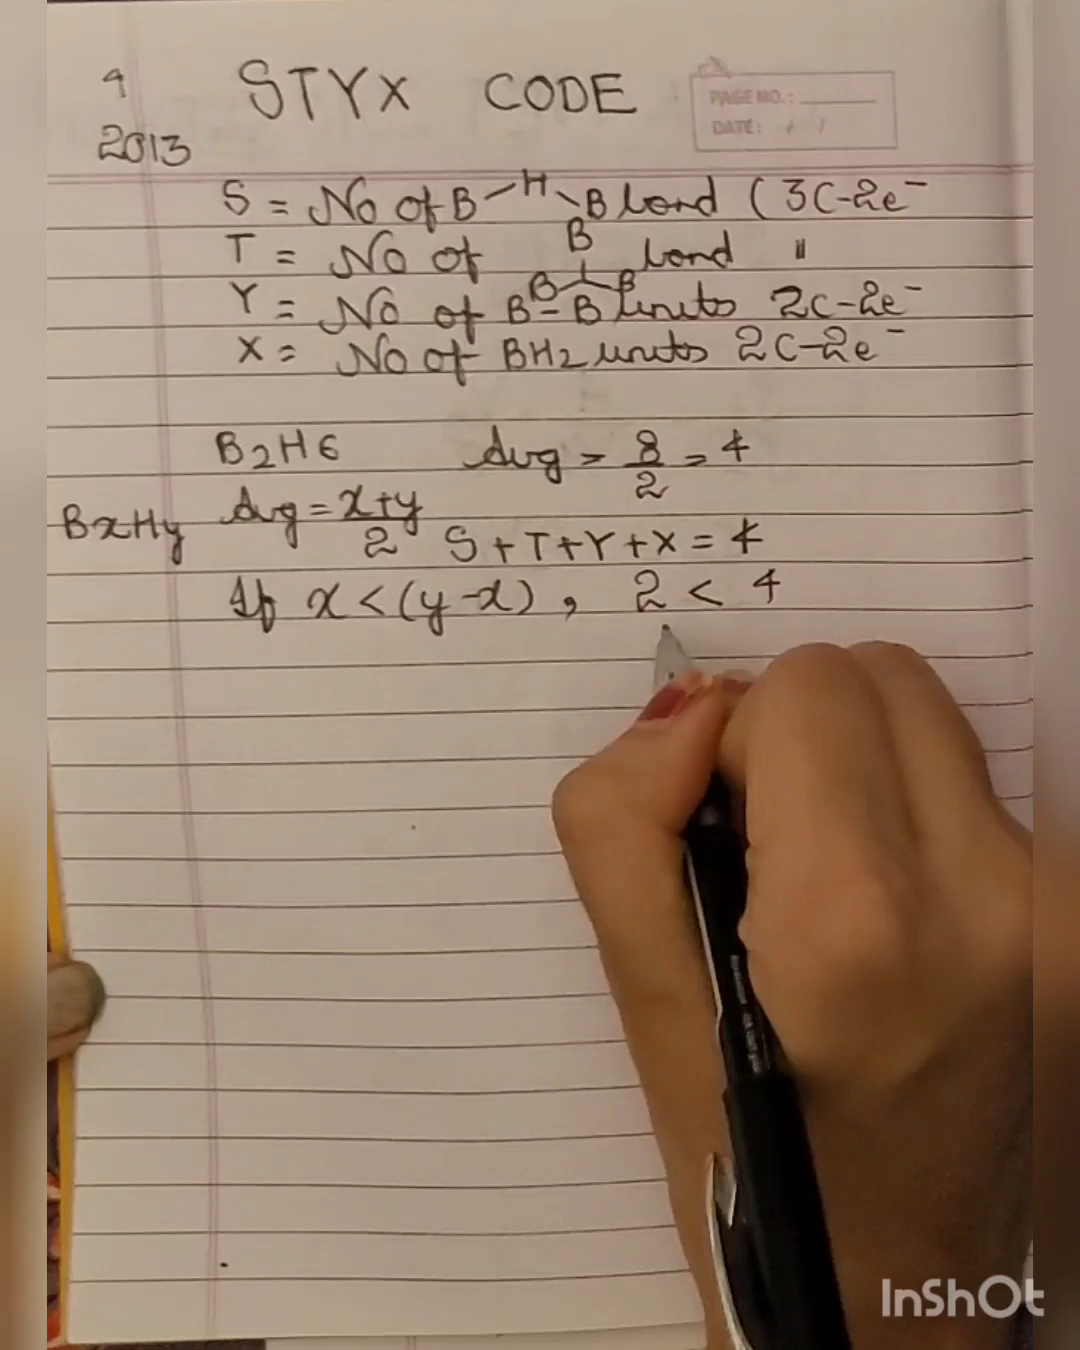 9
2013
STYX CODE
PAGE NO.:
DATE: / /
S = No of B-H-B bond (3C-2e⁻
T = No of B B B bond "
Y = No of B-B units 2C-2e⁻
X = No of BH2 units 2C-2e⁻
B2H6 Avg = 8/2 = 4
BxHy Avg = x+y/2
S+T+Y+X = 4
If x<(y-x), 2 < 4
InShOt